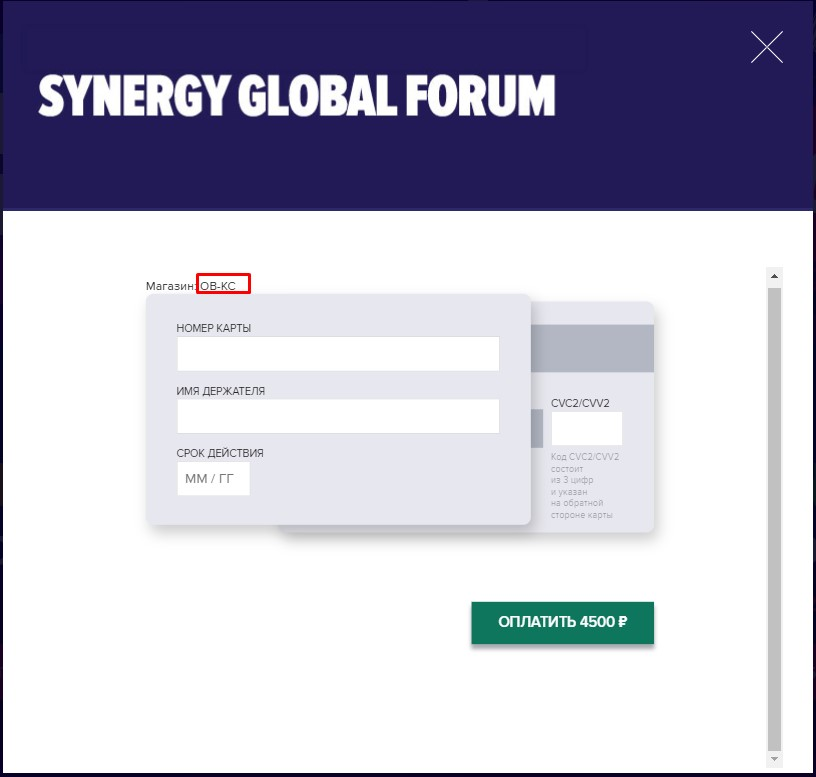 SYNERGY GLOBAL FORUM
Магазин: ОВ-КС
НОМЕР КАРТЫ
ИМЯ ДЕРЖАТЕЛЯ
СРОК ДЕЙСТВИЯ
ММ / ГГ
CVC2/CVV2
Код CVC2/CVV2
состоит
из 3 цифр
и указан
на обратной
стороне карты
ОПЛАТИТЬ 4500 ₽